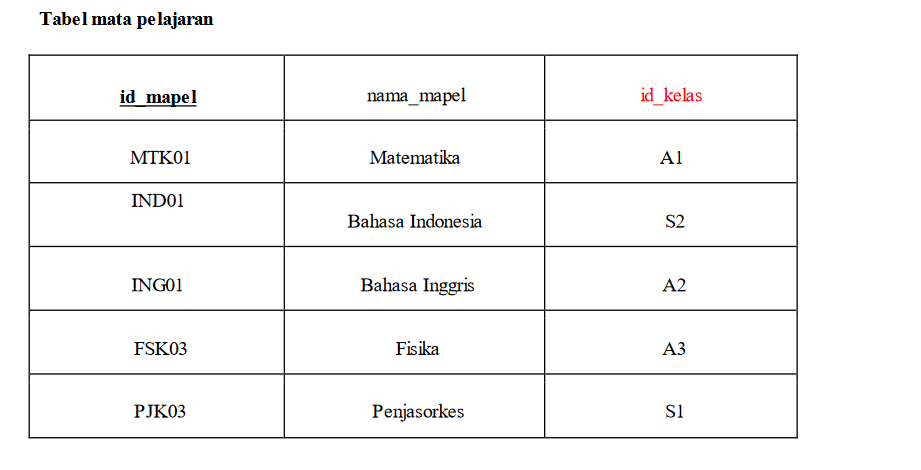 Tabel mata pelajaran
id_mapel nama_mapel id_kelas
MTK01 Matematika A1
IND01 Bahasa Indonesia S2
ING01 Bahasa Inggris A2
FSK03 Fisika A3
PJK03 Penjasorkes S1